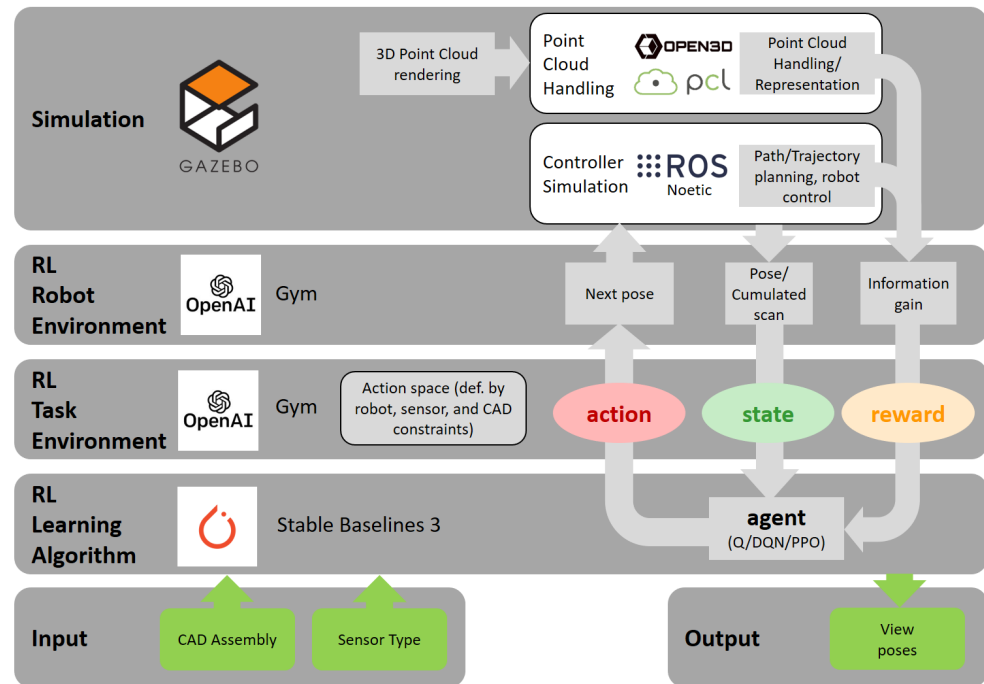 Simulation
GAZEBO
3D Point Cloud
rendering
Point
Cloud
Handling
OPEN3D
pcl
Point Cloud
Handling/
Representation
Controller
Simulation
ROS
Noetic
Path/Trajectory
planning, robot
control
RL
Robot
Environment
OpenAI
Gym
Next pose
Pose/
Cumulated
scan
Information
gain
RL
Task
Environment
OpenAI
Gym
Action space (def. by
robot, sensor, and CAD
constraints)
action
state
reward
RL
Learning
Algorithm
Stable Baselines 3
agent
(Q/DQN/PPO)
Input
CAD Assembly
Sensor Type
Output
View
poses